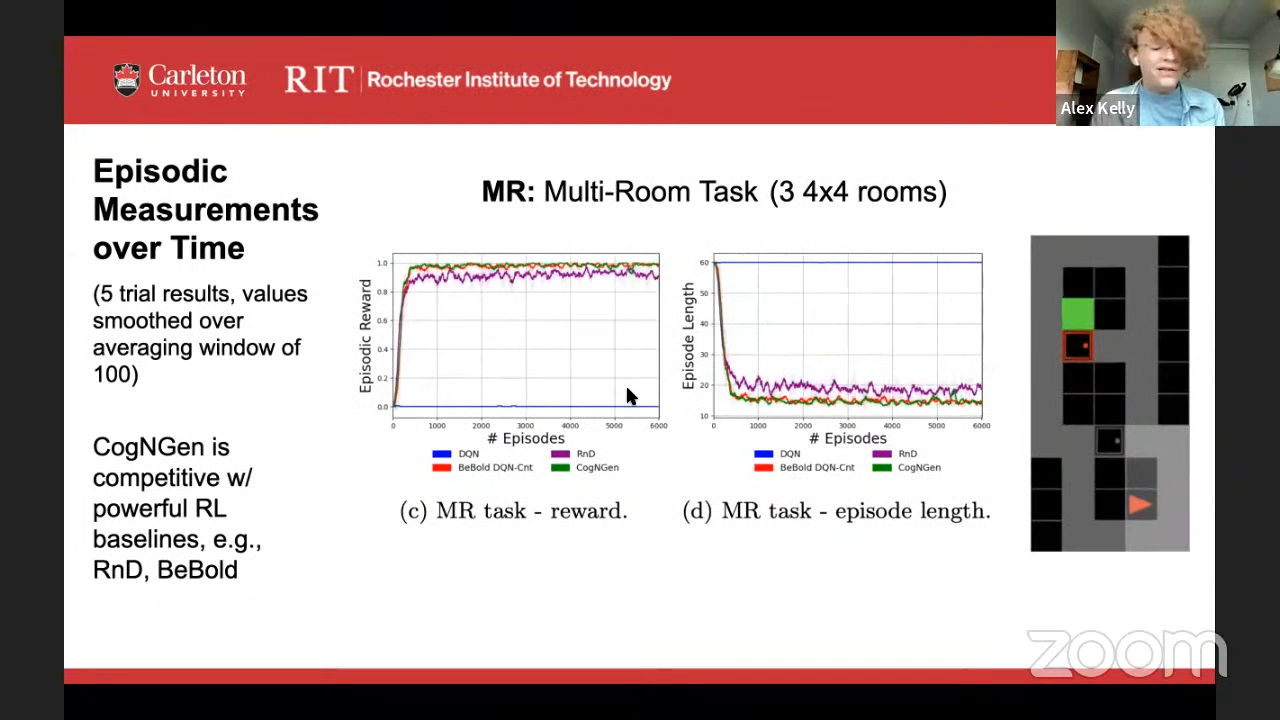 Carleton
UNIVERSITY
RIT | Rochester Institute of Technology
Alex Kelly
Episodic
Measurements
over Time
(5 trial results, values
smoothed over
averaging window of
100)
CogNGen is
competitive w/
powerful RL
baselines, e.g.,
RnD, BeBold
MR: Multi-Room Task (3 4x4 rooms)
Episodic Reward
1.0
0.8
0.6
0.4
0.2
0.0
0 1000 2000 3000 4000 5000 6000
# Episodes
DQN RnD
BeBold DQN-Cnt CogNGen
(c) MR task - reward.
Episode Length
60
50
40
30
20
10
0 1000 2000 3000 4000 5000 6000
# Episodes
DQN RnD
BeBold DQN-Cnt CogNGen
(d) MR task - episode length.
zoom